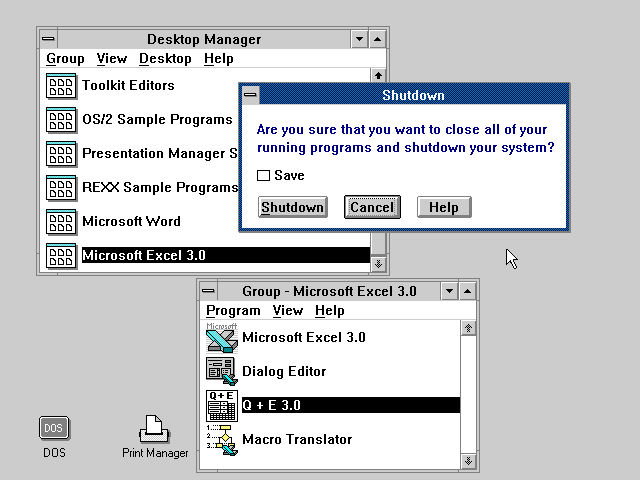 Desktop Manager
Group View Desktop Help
Toolkit Editors
OS/2 Sample Programs
Presentation Manager S
REXX Sample Programs
Microsoft Word
Microsoft Excel 3.0
Shutdown
Are you sure that you want to close all of your
running programs and shutdown your system?
Save
Shutdown Cancel Help
Group - Microsoft Excel 3.0
Program View Help
Microsoft
Microsoft Excel 3.0
Dialog Editor
Q+E
Q + E 3.0
1.
2.
3.
Macro Translator
DOS
DOS
Print Manager